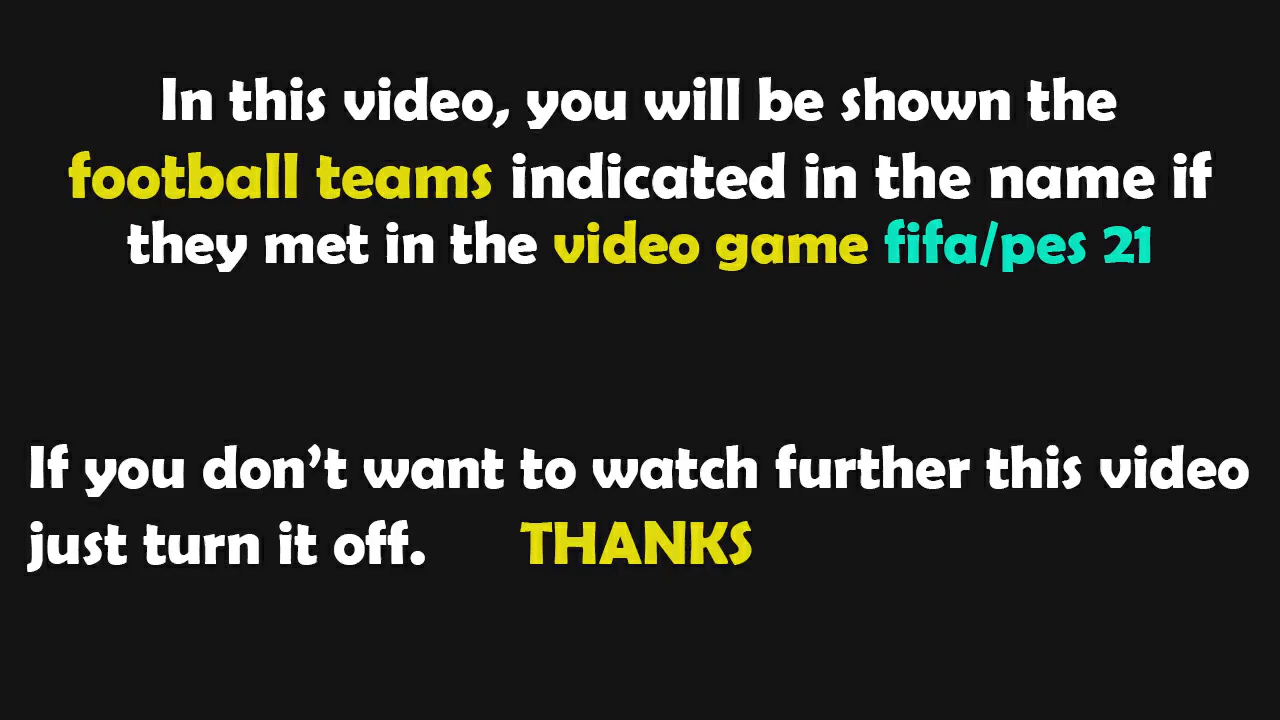 In this video, you will be shown the
football teams indicated in the name if
they met in the video game fifa/pes 21
If you don’t want to watch further this video
just turn it off. THANKS